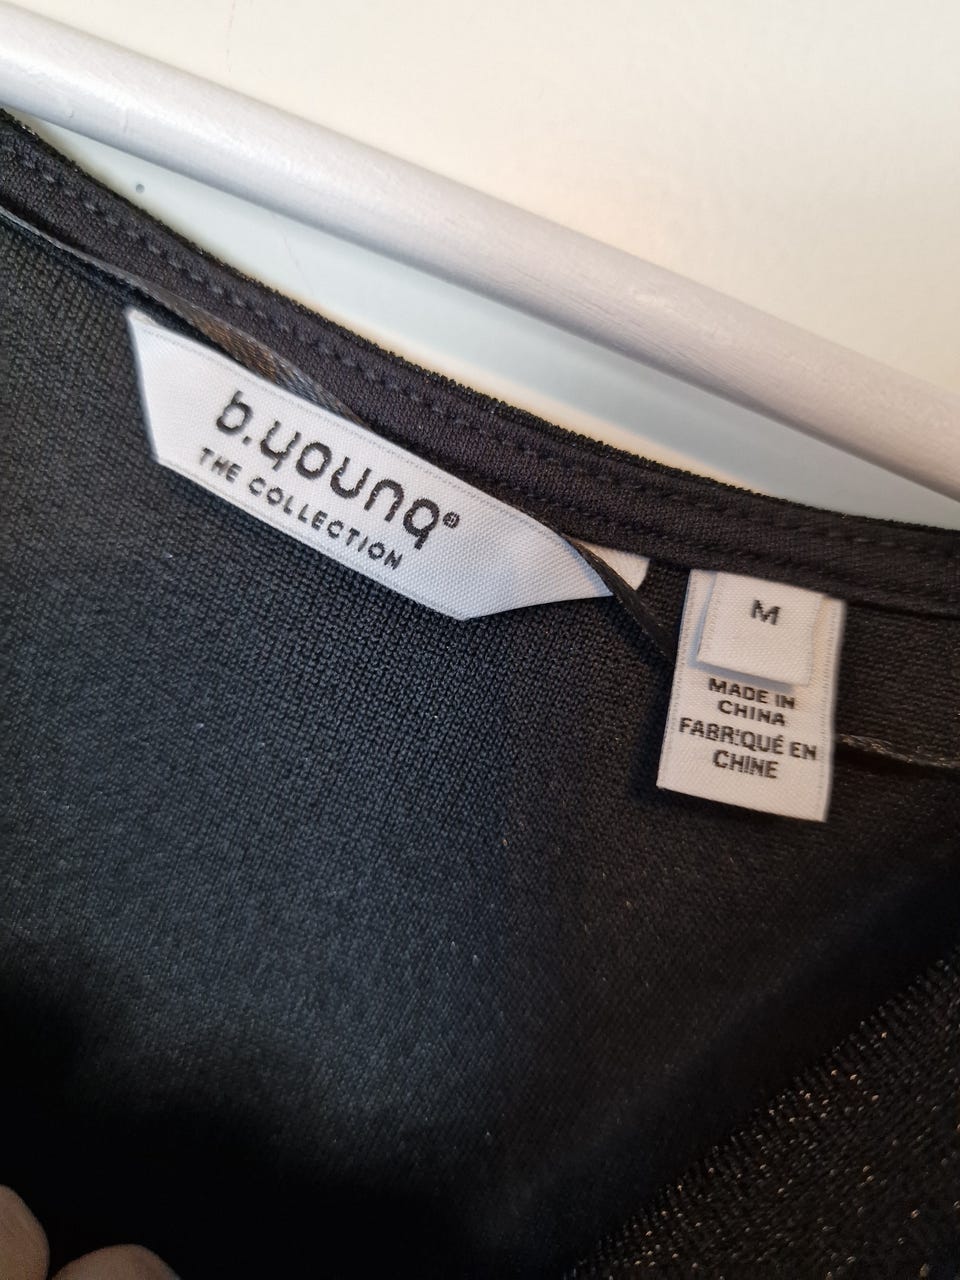 b.young®
THE COLLECTION
M
MADE IN
CHINA
FABRIQUÉ EN
CHINE